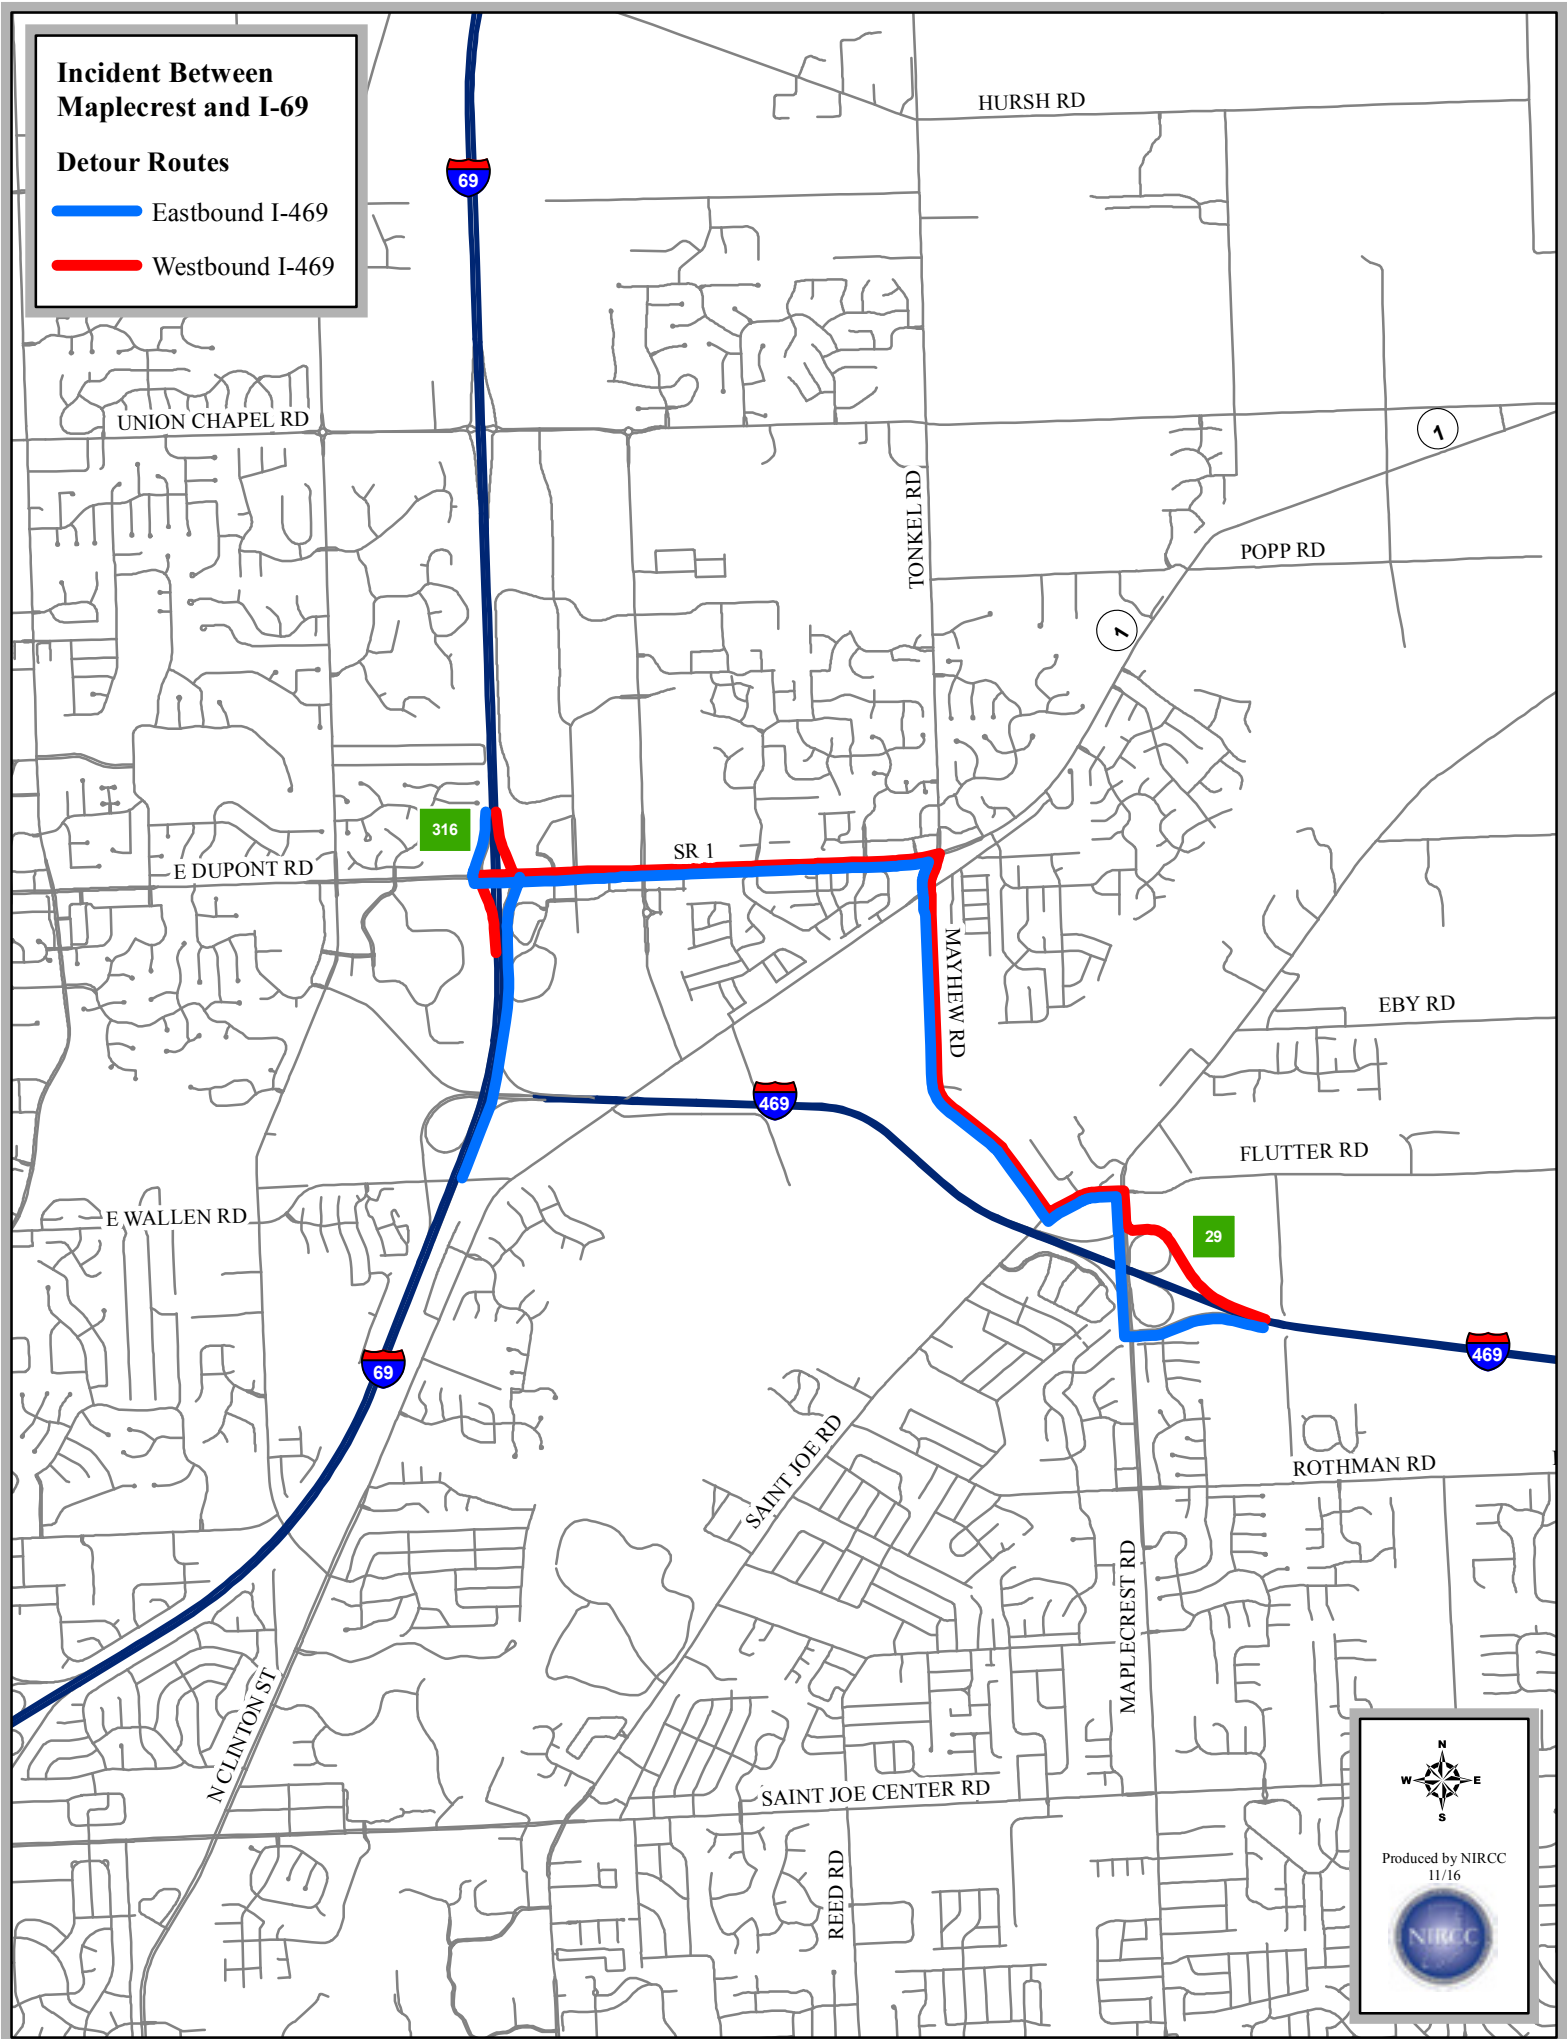 Incident Between
Maplecrest and I-69
Detour Routes
Eastbound I-469
Westbound I-469
69
HURSH RD
UNION CHAPEL RD
1
TONKEL RD
POPP RD
1
316
SR 1
E DUPONT RD
MAYHEW RD
EBY RD
469
FLUTTER RD
E WALLEN RD
29
69
469
SAINT JOE RD
ROTHMAN RD
MAPLECREST RD
N CLINTON ST
SAINT JOE CENTER RD
REED RD
N
W E
S
Produced by NIRCC
11/16
NIRCC